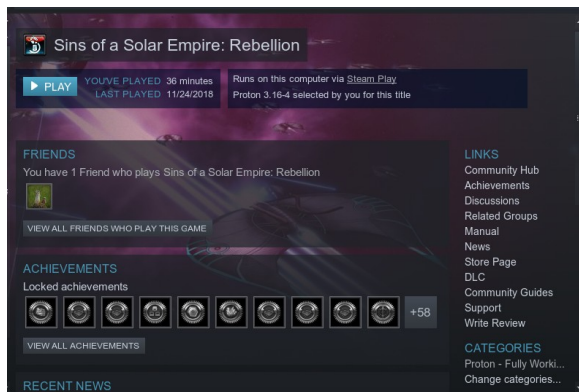 Sins of a Solar Empire: Rebellion
PLAY
YOU'VE PLAYED 36 minutes
LAST PLAYED 11/24/2018
Runs on this computer via Steam Play
Proton 3.16-4 selected by you for this title
FRIENDS
You have 1 Friend who plays Sins of a Solar Empire: Rebellion
VIEW ALL FRIENDS WHO PLAY THIS GAME
ACHIEVEMENTS
Locked achievements
+58
VIEW ALL ACHIEVEMENTS
RECENT NEWS
LINKS
Community Hub
Achievements
Discussions
Related Groups
Manual
News
Store Page
DLC
Community Guides
Support
Write Review
CATEGORIES
Proton - Fully Worki...
Change categories...